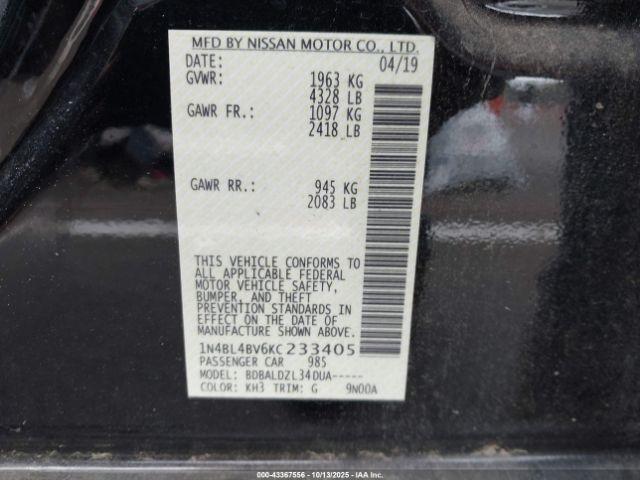 MFD BY NISSAN MOTOR CO., LTD.
DATE: 04/19
GVWR: 1963 KG
4328 LB
GAWR FR.: 1097 KG
2418 LB
GAWR RR.: 945 KG
2083 LB
THIS VEHICLE CONFORMS TO
ALL APPLICABLE FEDERAL
MOTOR VEHICLE SAFETY,
BUMPER, AND THEFT
PREVENTION STANDARDS
IN EFFECT ON THE DATE OF
MANUFACTURE SHOWN ABOVE.
1N4BL4BV6KC233405
PASSENGER CAR 985
MODEL: BDBALDZL34DUA-----
COLOR: KH3 TRIM: G 9N00A
000-43367556 - 10/13/2025 - IAA, Inc.